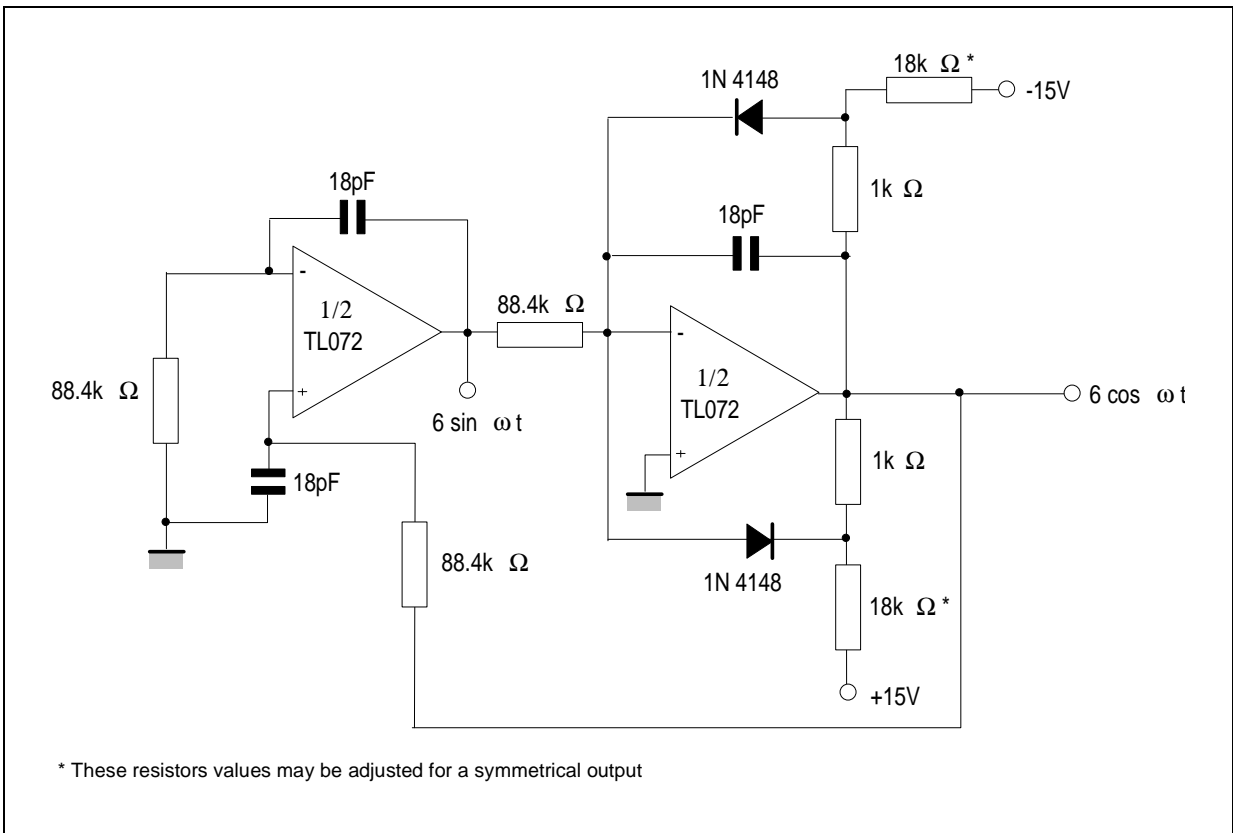 18k Ω *
1N 4148
-15V
18pF
1k Ω
18pF
-
1/2
TL072
88.4k Ω
-
88.4k Ω
+
1/2
TL072
6 cos ω t
6 sin ω t
1k Ω
18pF
+
88.4k Ω
1N 4148
18k Ω *
+15V
* These resistors values may be adjusted for a symmetrical output